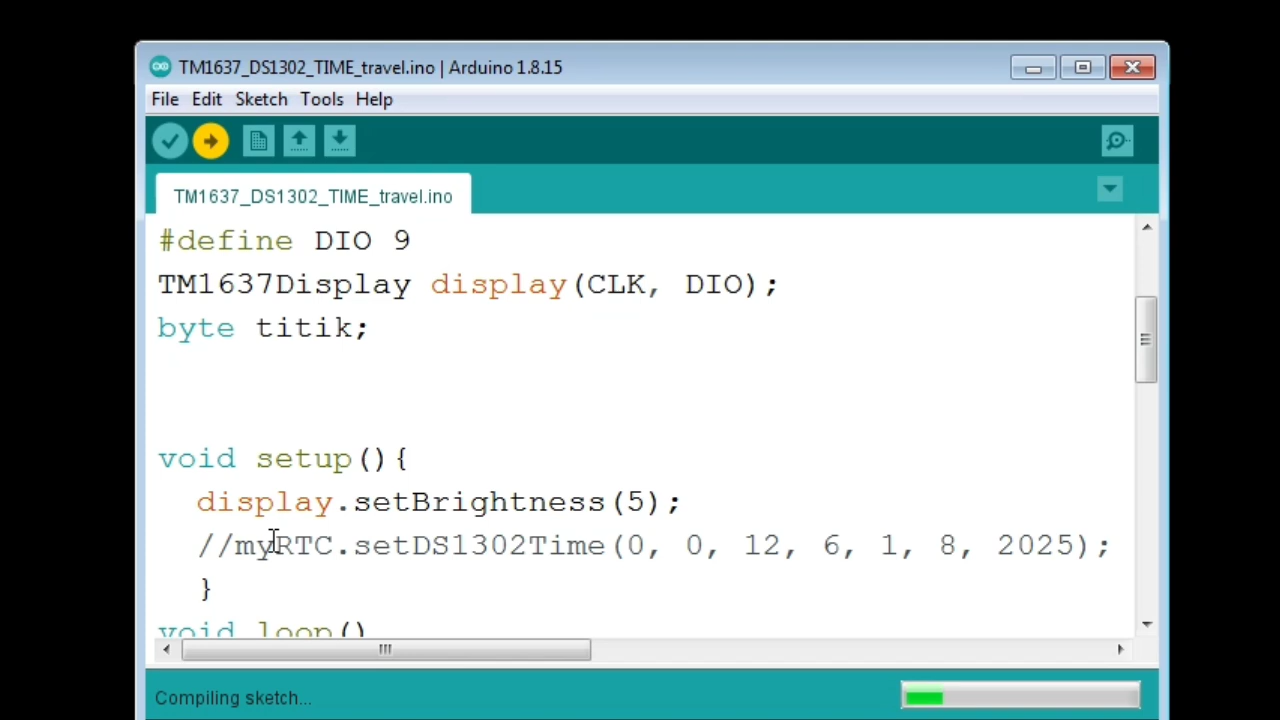 TM1637_DS1302_TIME_travel.ino | Arduino 1.8.15
File Edit Sketch Tools Help
TM1637_DS1302_TIME_travel.ino
#define DIO 9
TM1637Display display(CLK, DIO);
byte titik;
void setup(){
display.setBrightness(5);
//myRTC.setDS1302Time(0, 0, 12, 6, 1, 8, 2025);
}
void loop()
Compiling sketch...